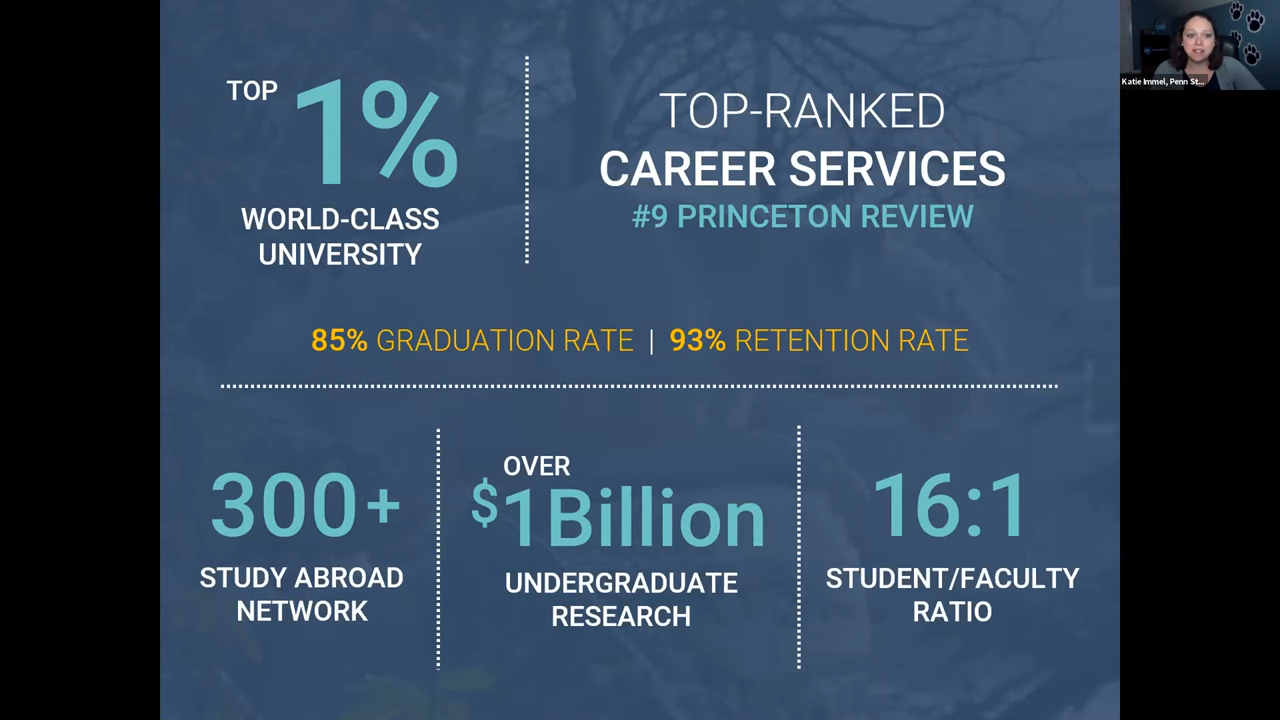 TOP 1%
WORLD-CLASS
UNIVERSITY
TOP-RANKED
CAREER SERVICES
#9 PRINCETON REVIEW
85% GRADUATION RATE | 93% RETENTION RATE
300+
STUDY ABROAD
NETWORK
OVER
$1Billion
UNDERGRADUATE
RESEARCH
16:1
STUDENT/FACULTY
RATIO
Katie Immel, Penn St...